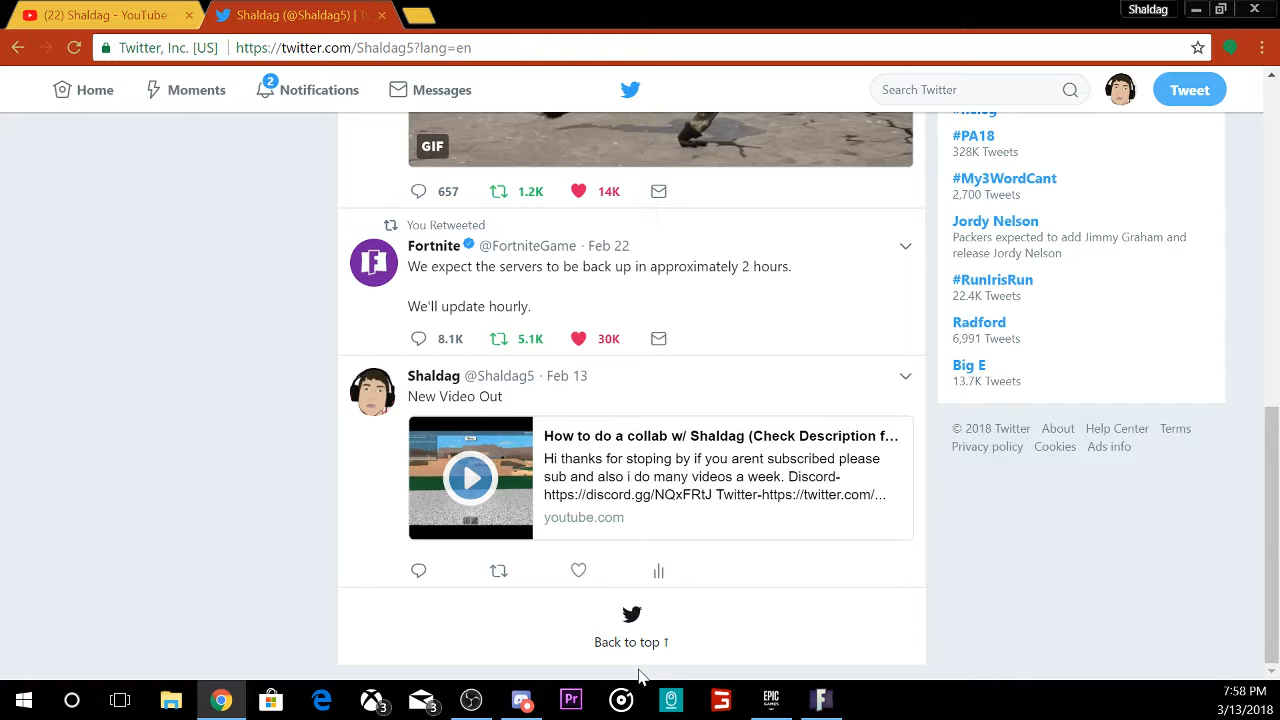 (22) Shaldag - YouTube
Shaldag (@Shaldag5) |
Shaldag
Twitter, Inc. [US]
https://twitter.com/Shaldag5?lang=en
Home
Moments
2
Notifications
Messages
Search Twitter
Tweet
GIF
657
1.2K
14K
You Retweeted
Fortnite @FortniteGame · Feb 22
We expect the servers to be back up in approximately 2 hours.
We'll update hourly.
8.1K
5.1K
30K
Shaldag @Shaldag5 · Feb 13
New Video Out
How to do a collab w/ Shaldag (Check Description f...
Hi thanks for stoping by if you arent subscribed please
sub and also i do many videos a week. Discord-
https://discord.gg/NQxFRtJ Twitter-https://twitter.com/...
youtube.com
Back to top ↑
#PA18
328K Tweets
#My3WordCant
2,700 Tweets
Jordy Nelson
Packers expected to add Jimmy Graham and
release Jordy Nelson
#RunIrisRun
22.4K Tweets
Radford
6,991 Tweets
Big E
13.7K Tweets
© 2018 Twitter About Help Center Terms
Privacy policy Cookies Ads info
3
3
Pr
EPIC
GAMES
F
7:58 PM
3/13/2018